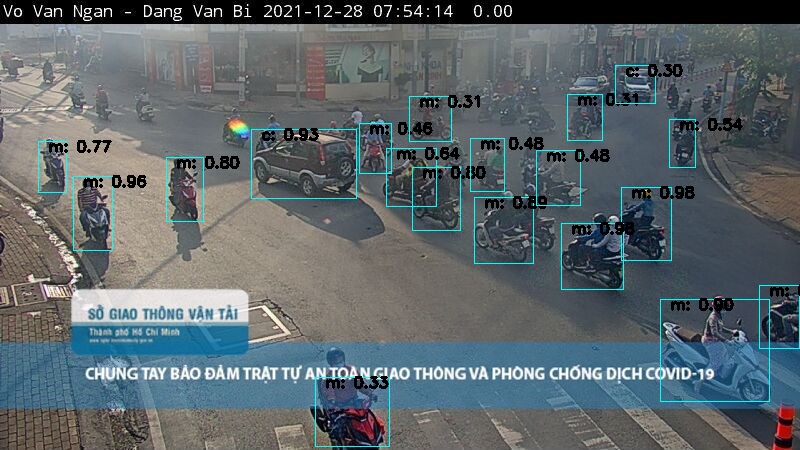 Vo Van Ngan - Dang Van Bi 2021-12-28 07:54:14 0.00
c: 0.30
m: 0.31
m: 0.31
m: 0.46
c: 0.93
m: 0.54
m: 0.77
m: 0.48
m: 0.64
m: 0.48
m: 0.80
m: 0.80
m: 0.96
m: 0.98
m: 0.89
m: 0.98
m:
m: 0.90
SỞ GIAO THÔNG VẬN TẢI
Thành phố Hồ Chí Minh
CHUNG TAY BẢO ĐẢM TRẬT TỰ AN TOÀN GIAO THÔNG VÀ PHÒNG CHỐNG DỊCH COVID-19
m: 0.33